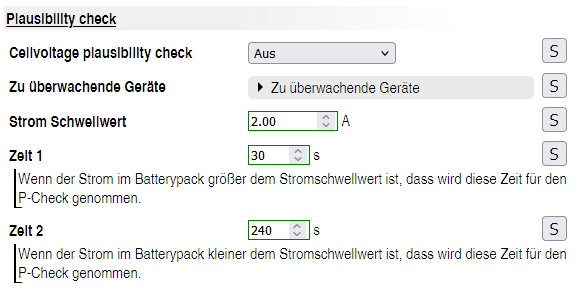 Plausibility check
Cellvoltage plausibility check Aus S
Zu überwachende Geräte Zu überwachende Geräte S
Strom Schwellwert 2.00 A S
Zeit 1 30 s S
Wenn der Strom im Batterypack größer dem Stromschwellwert ist, dass wird diese Zeit für den
P-Check genommen.
Zeit 2 240 s S
Wenn der Strom im Batterypack kleiner dem Stromschwellwert ist, dass wird diese Zeit für den
P-Check genommen.